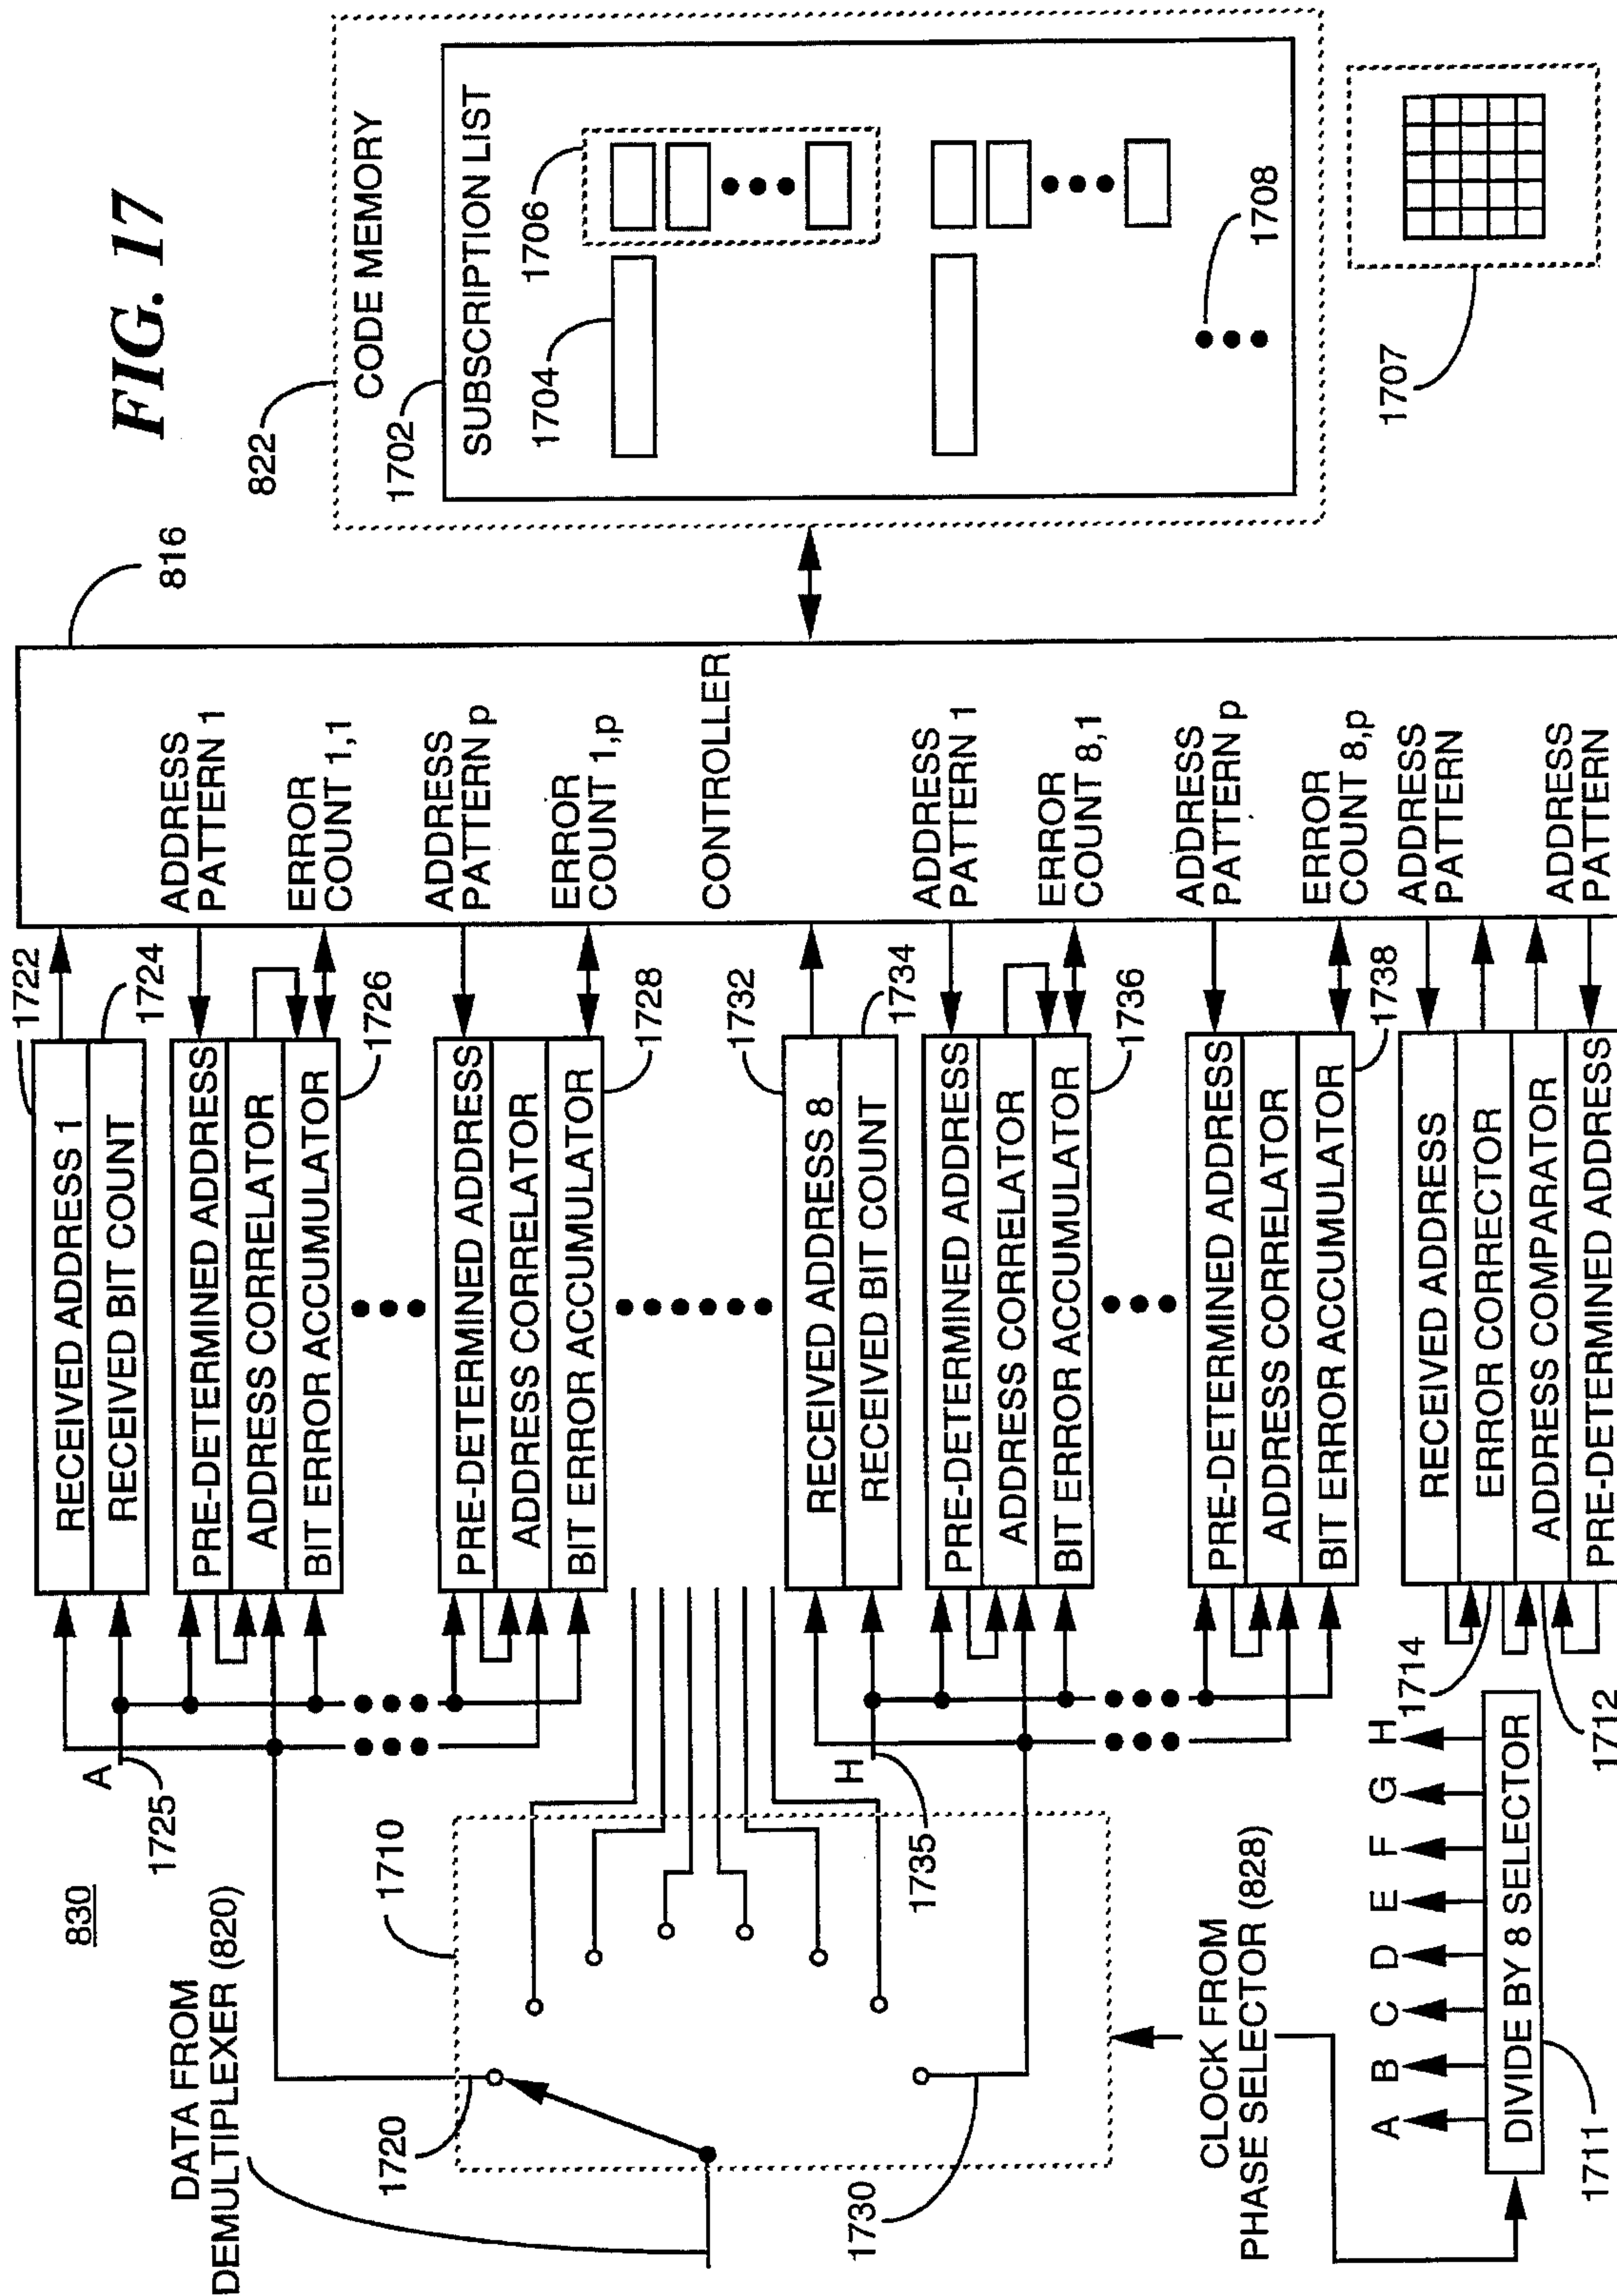 FIG. 17
830
DATA FROM
DEMULTIPLEXER (820)
1720
1710
1730
CLOCK FROM
PHASE SELECTOR (828)
A B C D E F G H
DIVIDE BY 8 SELECTOR
1711
A
1725
H
1735
1722
RECEIVED ADDRESS 1
RECEIVED BIT COUNT
1724
PRE-DETERMINED ADDRESS
ADDRESS CORRELATOR
BIT ERROR ACCUMULATOR
1726
PRE-DETERMINED ADDRESS
ADDRESS CORRELATOR
BIT ERROR ACCUMULATOR
1728
1732
RECEIVED ADDRESS 8
RECEIVED BIT COUNT
1734
PRE-DETERMINED ADDRESS
ADDRESS CORRELATOR
BIT ERROR ACCUMULATOR
1736
PRE-DETERMINED ADDRESS
ADDRESS CORRELATOR
BIT ERROR ACCUMULATOR
1738
1714
RECEIVED ADDRESS
ERROR CORRECTOR
ADDRESS COMPARATOR
PRE-DETERMINED ADDRESS
1712
816
ADDRESS
PATTERN 1
ERROR
COUNT 1,1
ADDRESS
PATTERN p
ERROR
COUNT 1,p
CONTROLLER
ADDRESS
PATTERN 1
ERROR
COUNT 8,1
ADDRESS
PATTERN p
ERROR
COUNT 8,p
ADDRESS
PATTERN
ADDRESS
PATTERN
822
CODE MEMORY
1702
SUBSCRIPTION LIST
1704
1706
1708
1707